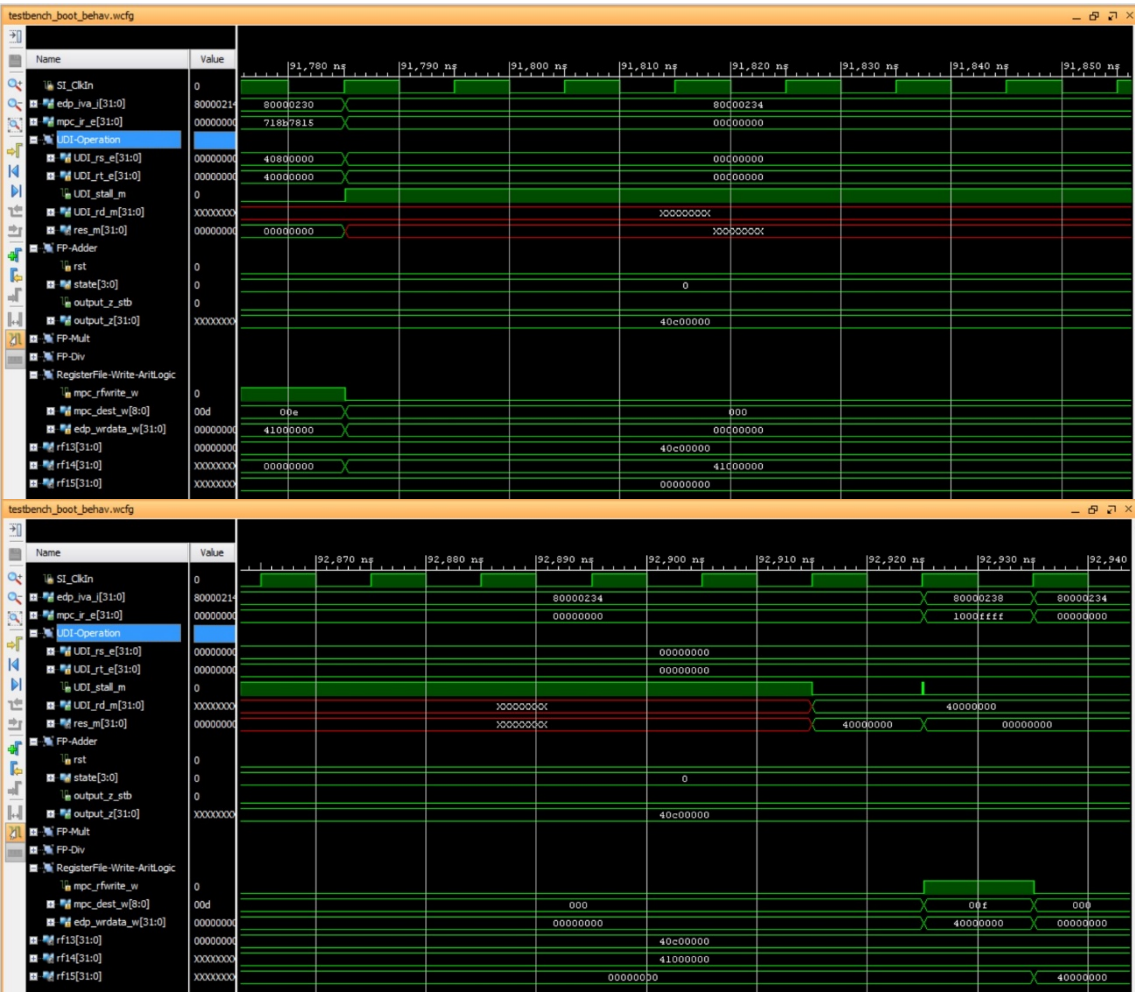 testbench_boot_behav.wcfg
Name Value 91,780 ns 91,790 ns 91,800 ns 91,810 ns 91,820 ns 91,830 ns 91,840 ns 91,850 ns
SI_ClkIn 0
edp_iva_i[31:0] 80000214 80000230 80000234
mpc_ir_e[31:0] 00000000 718b7815 00000000
UDI-Operation
UDI_rs_e[31:0] 00000000 40800000 00000000
UDI_rt_e[31:0] 00000000 40000000 00000000
UDI_stall_m 0
UDI_rd_m[31:0] XXXXXXXX XXXXXXXX
res_m[31:0] 00000000 00000000 XXXXXXXX
FP-Adder
rst 0
state[3:0] 0 0
output_z_stb 0
output_z[31:0] XXXXXXXX 40c00000
FP-Mult
FP-Div
RegisterFile-Write-AritLogic
mpc_rfwrite_w 0
mpc_dest_w[8:0] 00d 00e 000
edp_wrdata_w[31:0] 00000000 41000000 00000000
rf13[31:0] 00000000 40c00000
rf14[31:0] XXXXXXXX 00000000 41000000
rf15[31:0] XXXXXXXX 00000000
testbench_boot_behav.wcfg
Name Value 92,870 ns 92,880 ns 92,890 ns 92,900 ns 92,910 ns 92,920 ns 92,930 ns 92,940
SI_ClkIn 0
edp_iva_i[31:0] 80000214 80000234 80000238 80000234
mpc_ir_e[31:0] 00000000 00000000 1000ffff 00000000
UDI-Operation
UDI_rs_e[31:0] 00000000 00000000
UDI_rt_e[31:0] 00000000 00000000
UDI_stall_m 0
UDI_rd_m[31:0] XXXXXXXX XXXXXXXX 40000000
res_m[31:0] 00000000 XXXXXXXX 40000000 00000000
FP-Adder
rst 0
state[3:0] 0 0
output_z_stb 0
output_z[31:0] XXXXXXXX 40c00000
FP-Mult
FP-Div
RegisterFile-Write-AritLogic
mpc_rfwrite_w 0
mpc_dest_w[8:0] 00d 000 00f 000
edp_wrdata_w[31:0] 00000000 00000000 40000000 00000000
rf13[31:0] 00000000 40c00000
rf14[31:0] XXXXXXXX 41000000
rf15[31:0] XXXXXXXX 00000000 40000000